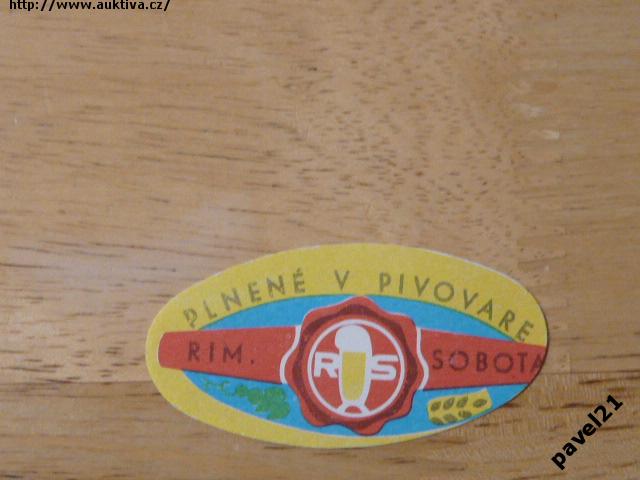 http://www.auktiva.cz/
PLNENÉ V PIVOVARE
RIM. SOBOTA
RS
pavel21